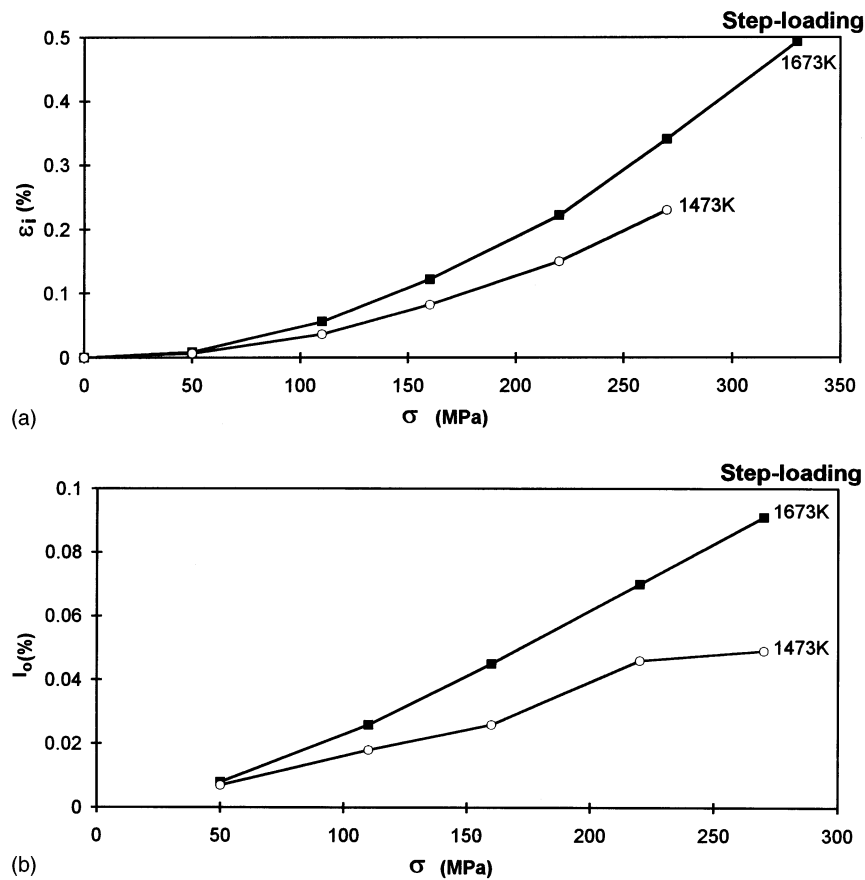 Step-loading
0.5
1673K
0.4
0.3
εi (%)
0.2
1473K
0.1
0
0 50 100 150 200 250 300 350
(a)
σ (MPa)
Step-loading
0.1
1673K
0.08
0.06
Io(%)
1473K
0.04
0.02
0
0 50 100 150 200 250 300
(b)
σ (MPa)